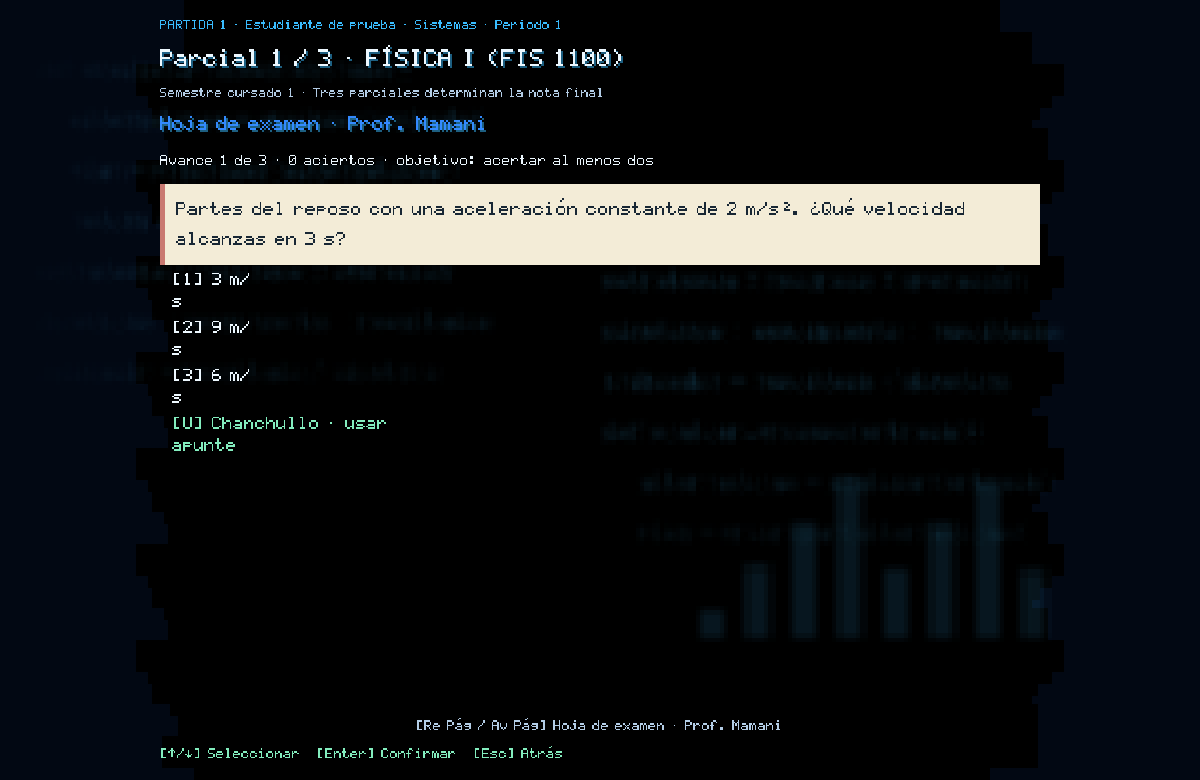 PARTIDA 1 · Estudiante de prueba · Sistemas · Periodo 1
Parcial 1 / 3 · FÍSICA I (FIS 1100)
Semestre cursado 1 · Tres parciales determinan la nota final
Hoja de examen · Prof. Mamani
Avance 1 de 3 · 0 aciertos · objetivo: acertar al menos dos
Partes del reposo con una aceleración constante de 2 m/s². ¿Qué velocidad
alcanzas en 3 s?
[1] 3 m/
s
[2] 9 m/
s
[3] 6 m/
s
[U] Chanchullo · usar
apunte
[Re Pág / Av Pág] Hoja de examen · Prof. Mamani
[↑/↓] Seleccionar [Enter] Confirmar [Esc] Atrás